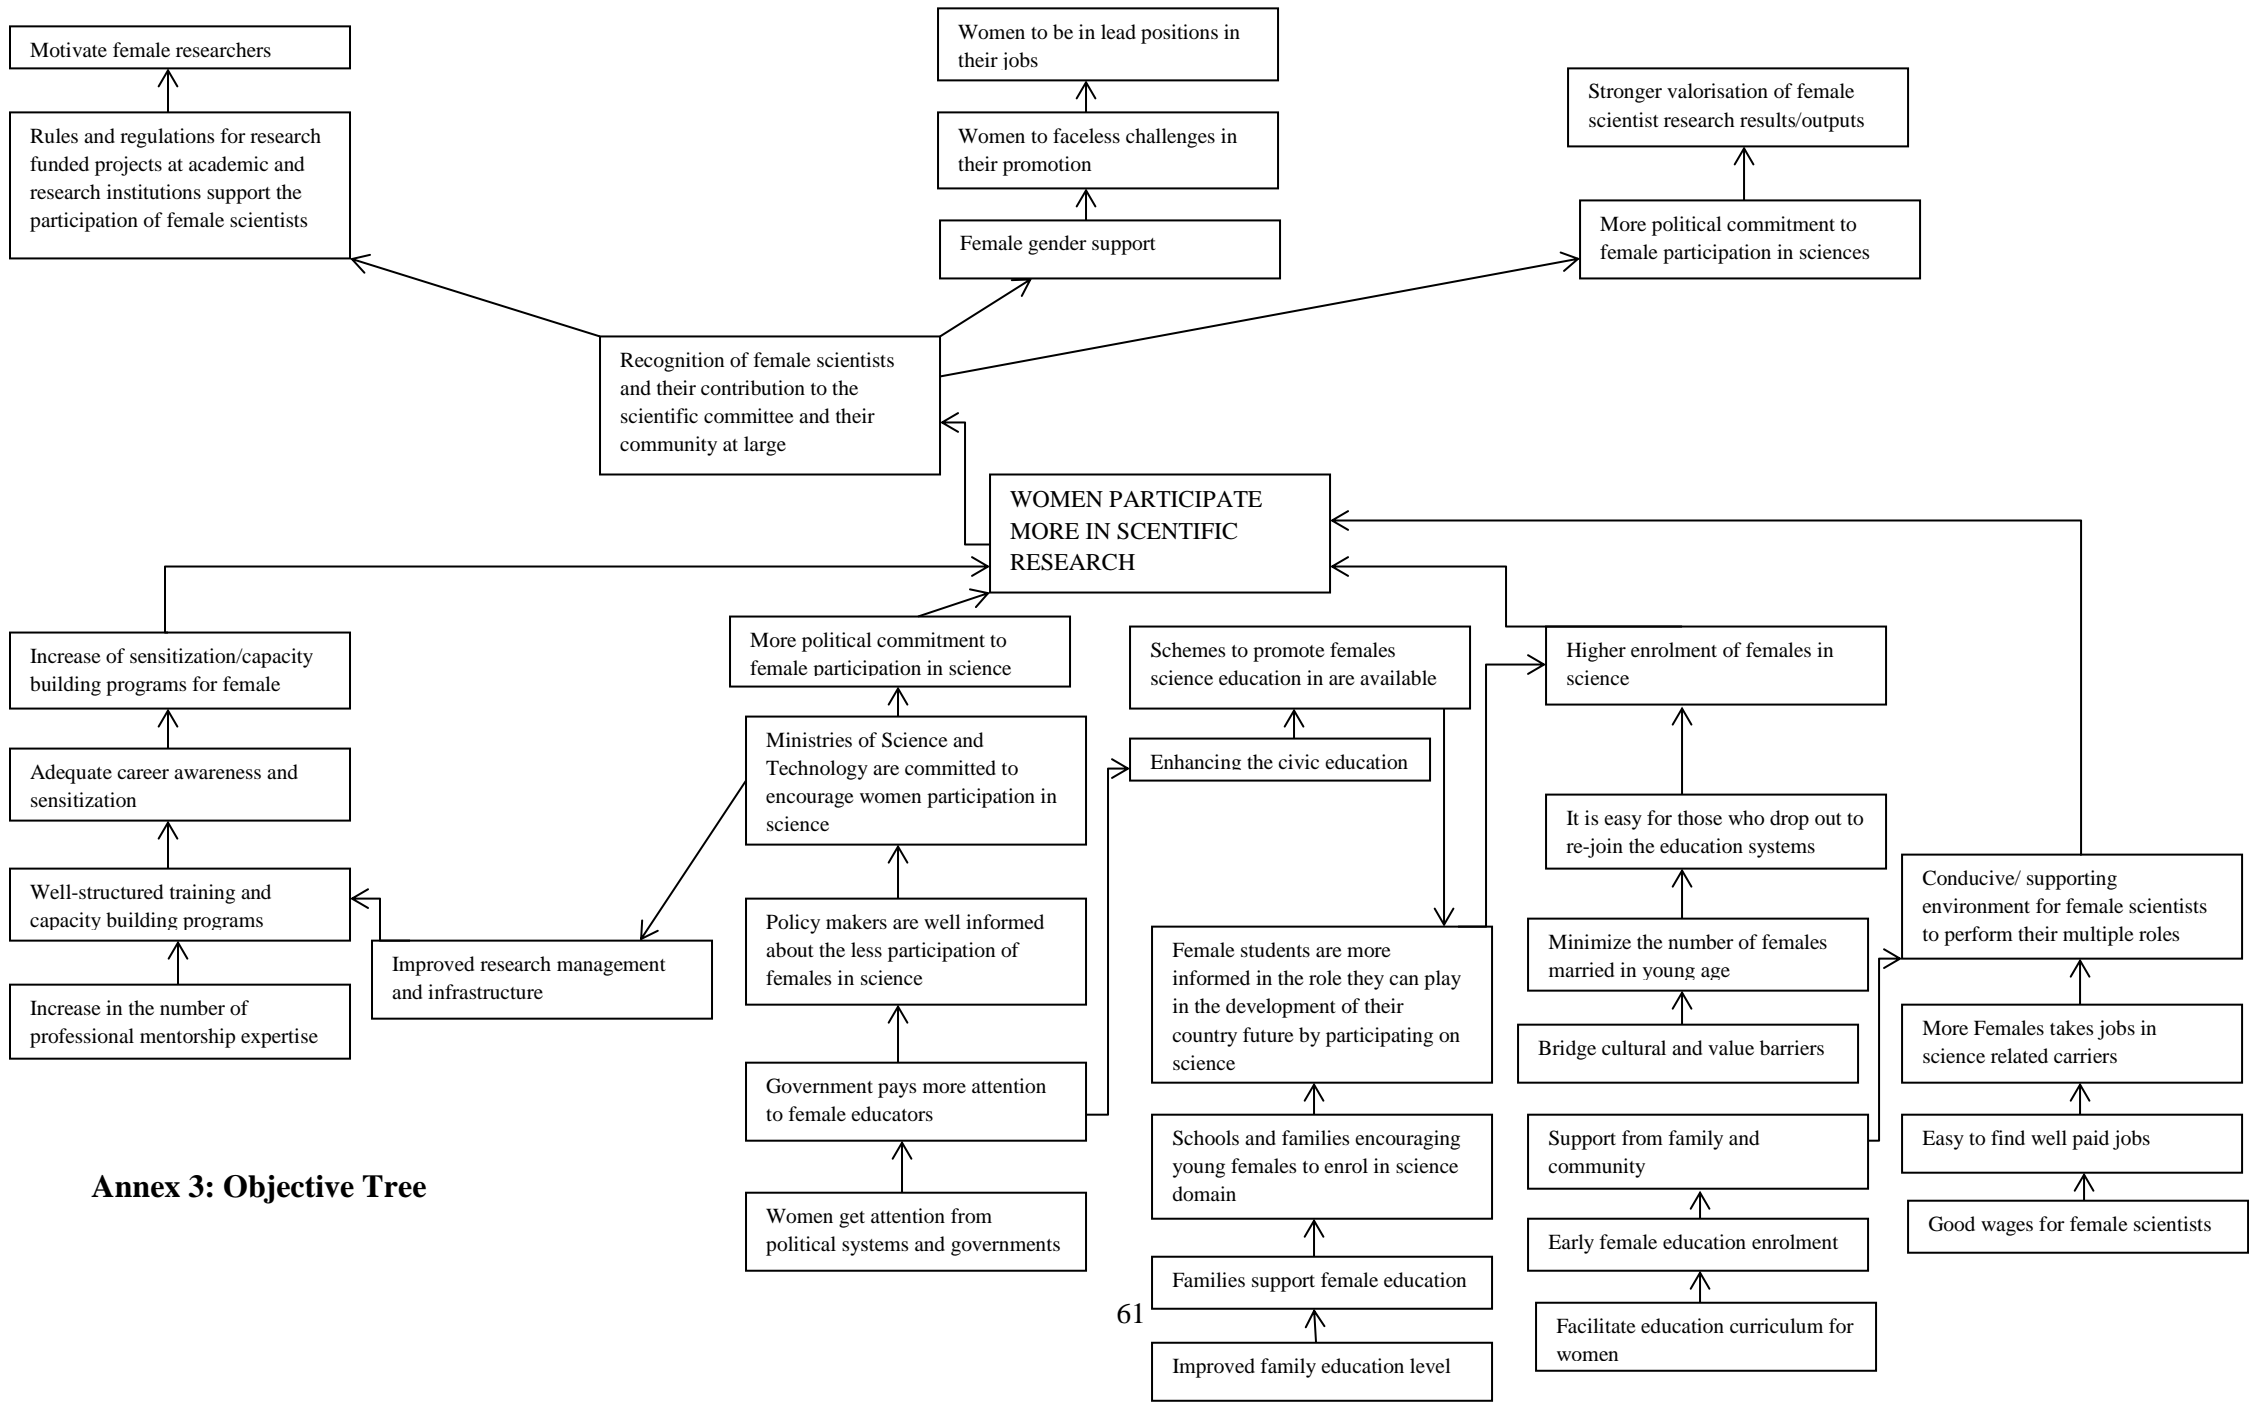 Motivate female researchers
Rules and regulations for research
funded projects at academic and
research institutions support the
participation of female scientists
Women to be in lead positions in
their jobs
Women to faceless challenges in
their promotion
Female gender support
Stronger valorisation of female
scientist research results/outputs
More political commitment to
female participation in sciences
Recognition of female scientists
and their contribution to the
scientific committee and their
community at large
WOMEN PARTICIPATE
MORE IN SCENTIFIC
RESEARCH
Increase of sensitization/capacity
building programs for female
Adequate career awareness and
sensitization
Well-structured training and
capacity building programs
Increase in the number of
professional mentorship expertise
Improved research management
and infrastructure
More political commitment to
female participation in science
Ministries of Science and
Technology are committed to
encourage women participation in
science
Policy makers are well informed
about the less participation of
females in science
Government pays more attention
to female educators
Women get attention from
political systems and governments
Schemes to promote females
science education in are available
Enhancing the civic education
Female students are more
informed in the role they can play
in the development of their
country future by participating on
science
Schools and families encouraging
young females to enrol in science
domain
Families support female education
Improved family education level
Higher enrolment of females in
science
It is easy for those who drop out to
re-join the education systems
Minimize the number of females
married in young age
Bridge cultural and value barriers
Support from family and
community
Early female education enrolment
Facilitate education curriculum for
women
Conducive/ supporting
environment for female scientists
to perform their multiple roles
More Females takes jobs in
science related carriers
Easy to find well paid jobs
Good wages for female scientists
Annex 3: Objective Tree
61